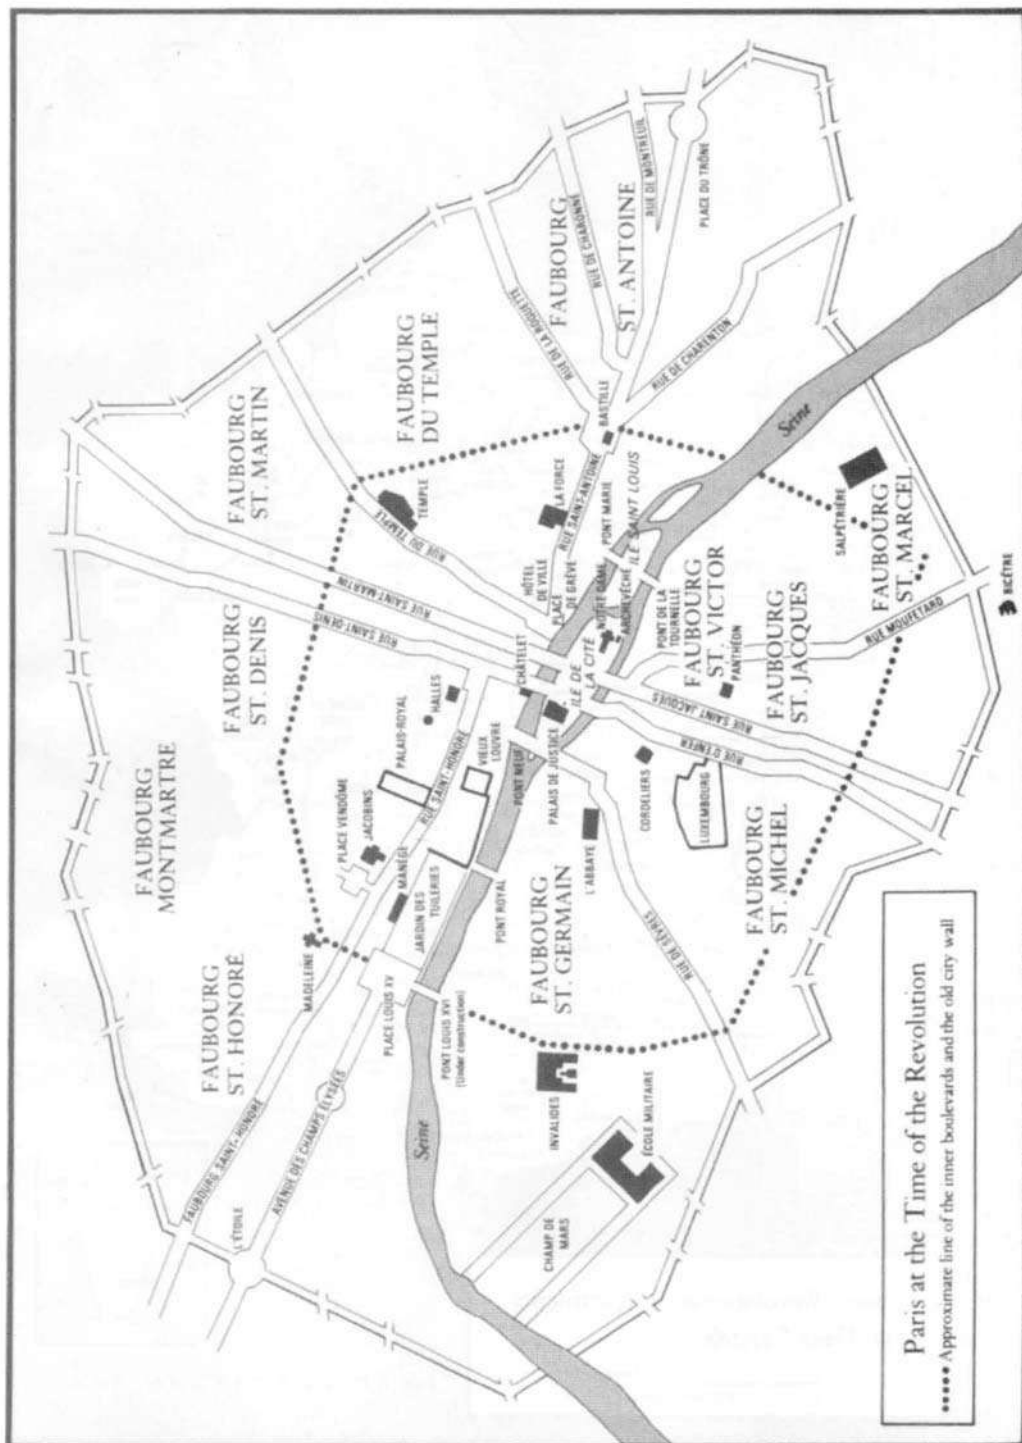 FAUBOURG
MONTMARTRE
FAUBOURG
ST. HONORÉ
FAUBOURG
ST. DENIS
FAUBOURG
ST. MARTIN
FAUBOURG
DU TEMPLE
FAUBOURG
ST. ANTOINE
FAUBOURG SAINT-HONORÉ
L'ÉTOILE
AVENUE DES CHAMPS ELYSÉES
MADELEINE
PLACE VENDÔME
JACOBINS
MANÈGE
JARDIN DES
TUILERIES
PLACE LOUIS XV
PALAIS-ROYAL
RUE SAINT-HONORÉ
HALLES
VIEUX
LOUVRE
RUE SAINT-DENIS
RUE SAINT-MARTIN
RUE DU TEMPLE
TEMPLE
CHÂTELET
HÔTEL
DE VILLE
PLACE
DE GRÈVE
LA FORCE
RUE SAINT-ANTOINE
BASTILLE
RUE DE LA ROQUETTE
RUE DE CHARONNE
RUE DE MONTREUIL
PLACE DU TRÔNE
RUE DE CHARENTON
Seine
PONT LOUIS XVI
(Under construction)
PONT ROYAL
PONT NEUF
PALAIS DE JUSTICE
ILE DE
LA CITÉ
NOTRE DAME
ARCHEVÊCHÉ
PONT MARIE
ILE SAINT LOUIS
PONT DE LA
TOURNELLE
Seine
FAUBOURG
ST. GERMAIN
INVALIDES
ÉCOLE MILITAIRE
CHAMP DE
MARS
L'ABBAYE
CORDELIERS
LUXEMBOURG
RUE DE SÈVRES
RUE D'ENFER
RUE SAINT JACQUES
PANTHÉON
FAUBOURG
ST. MICHEL
FAUBOURG
ST. VICTOR
FAUBOURG
ST. JACQUES
FAUBOURG
ST. MARCEL
SALPÊTRIÈRE
RUE MOUFETARD
BICÊTRE
Paris at the Time of the Revolution
Approximate line of the inner boulevards and the old city wall